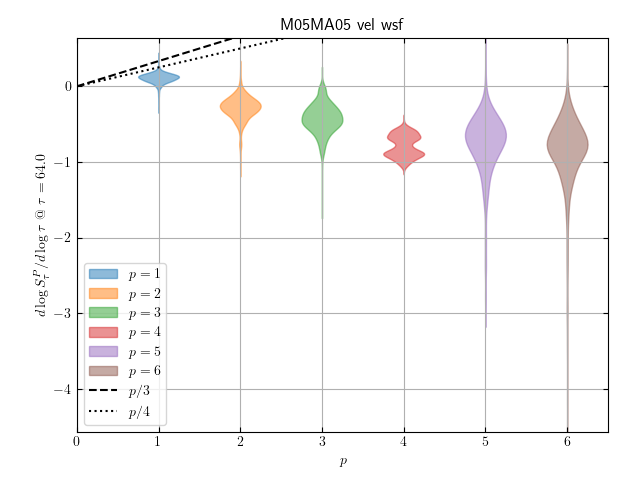 M05MA05 vel wsf
d log S_τ^P / d log τ @ τ = 64.0
0
−1
−2
−3
−4
p = 1
p = 2
p = 3
p = 4
p = 5
p = 6
p/3
p/4
0 1 2 3 4 5 6
p